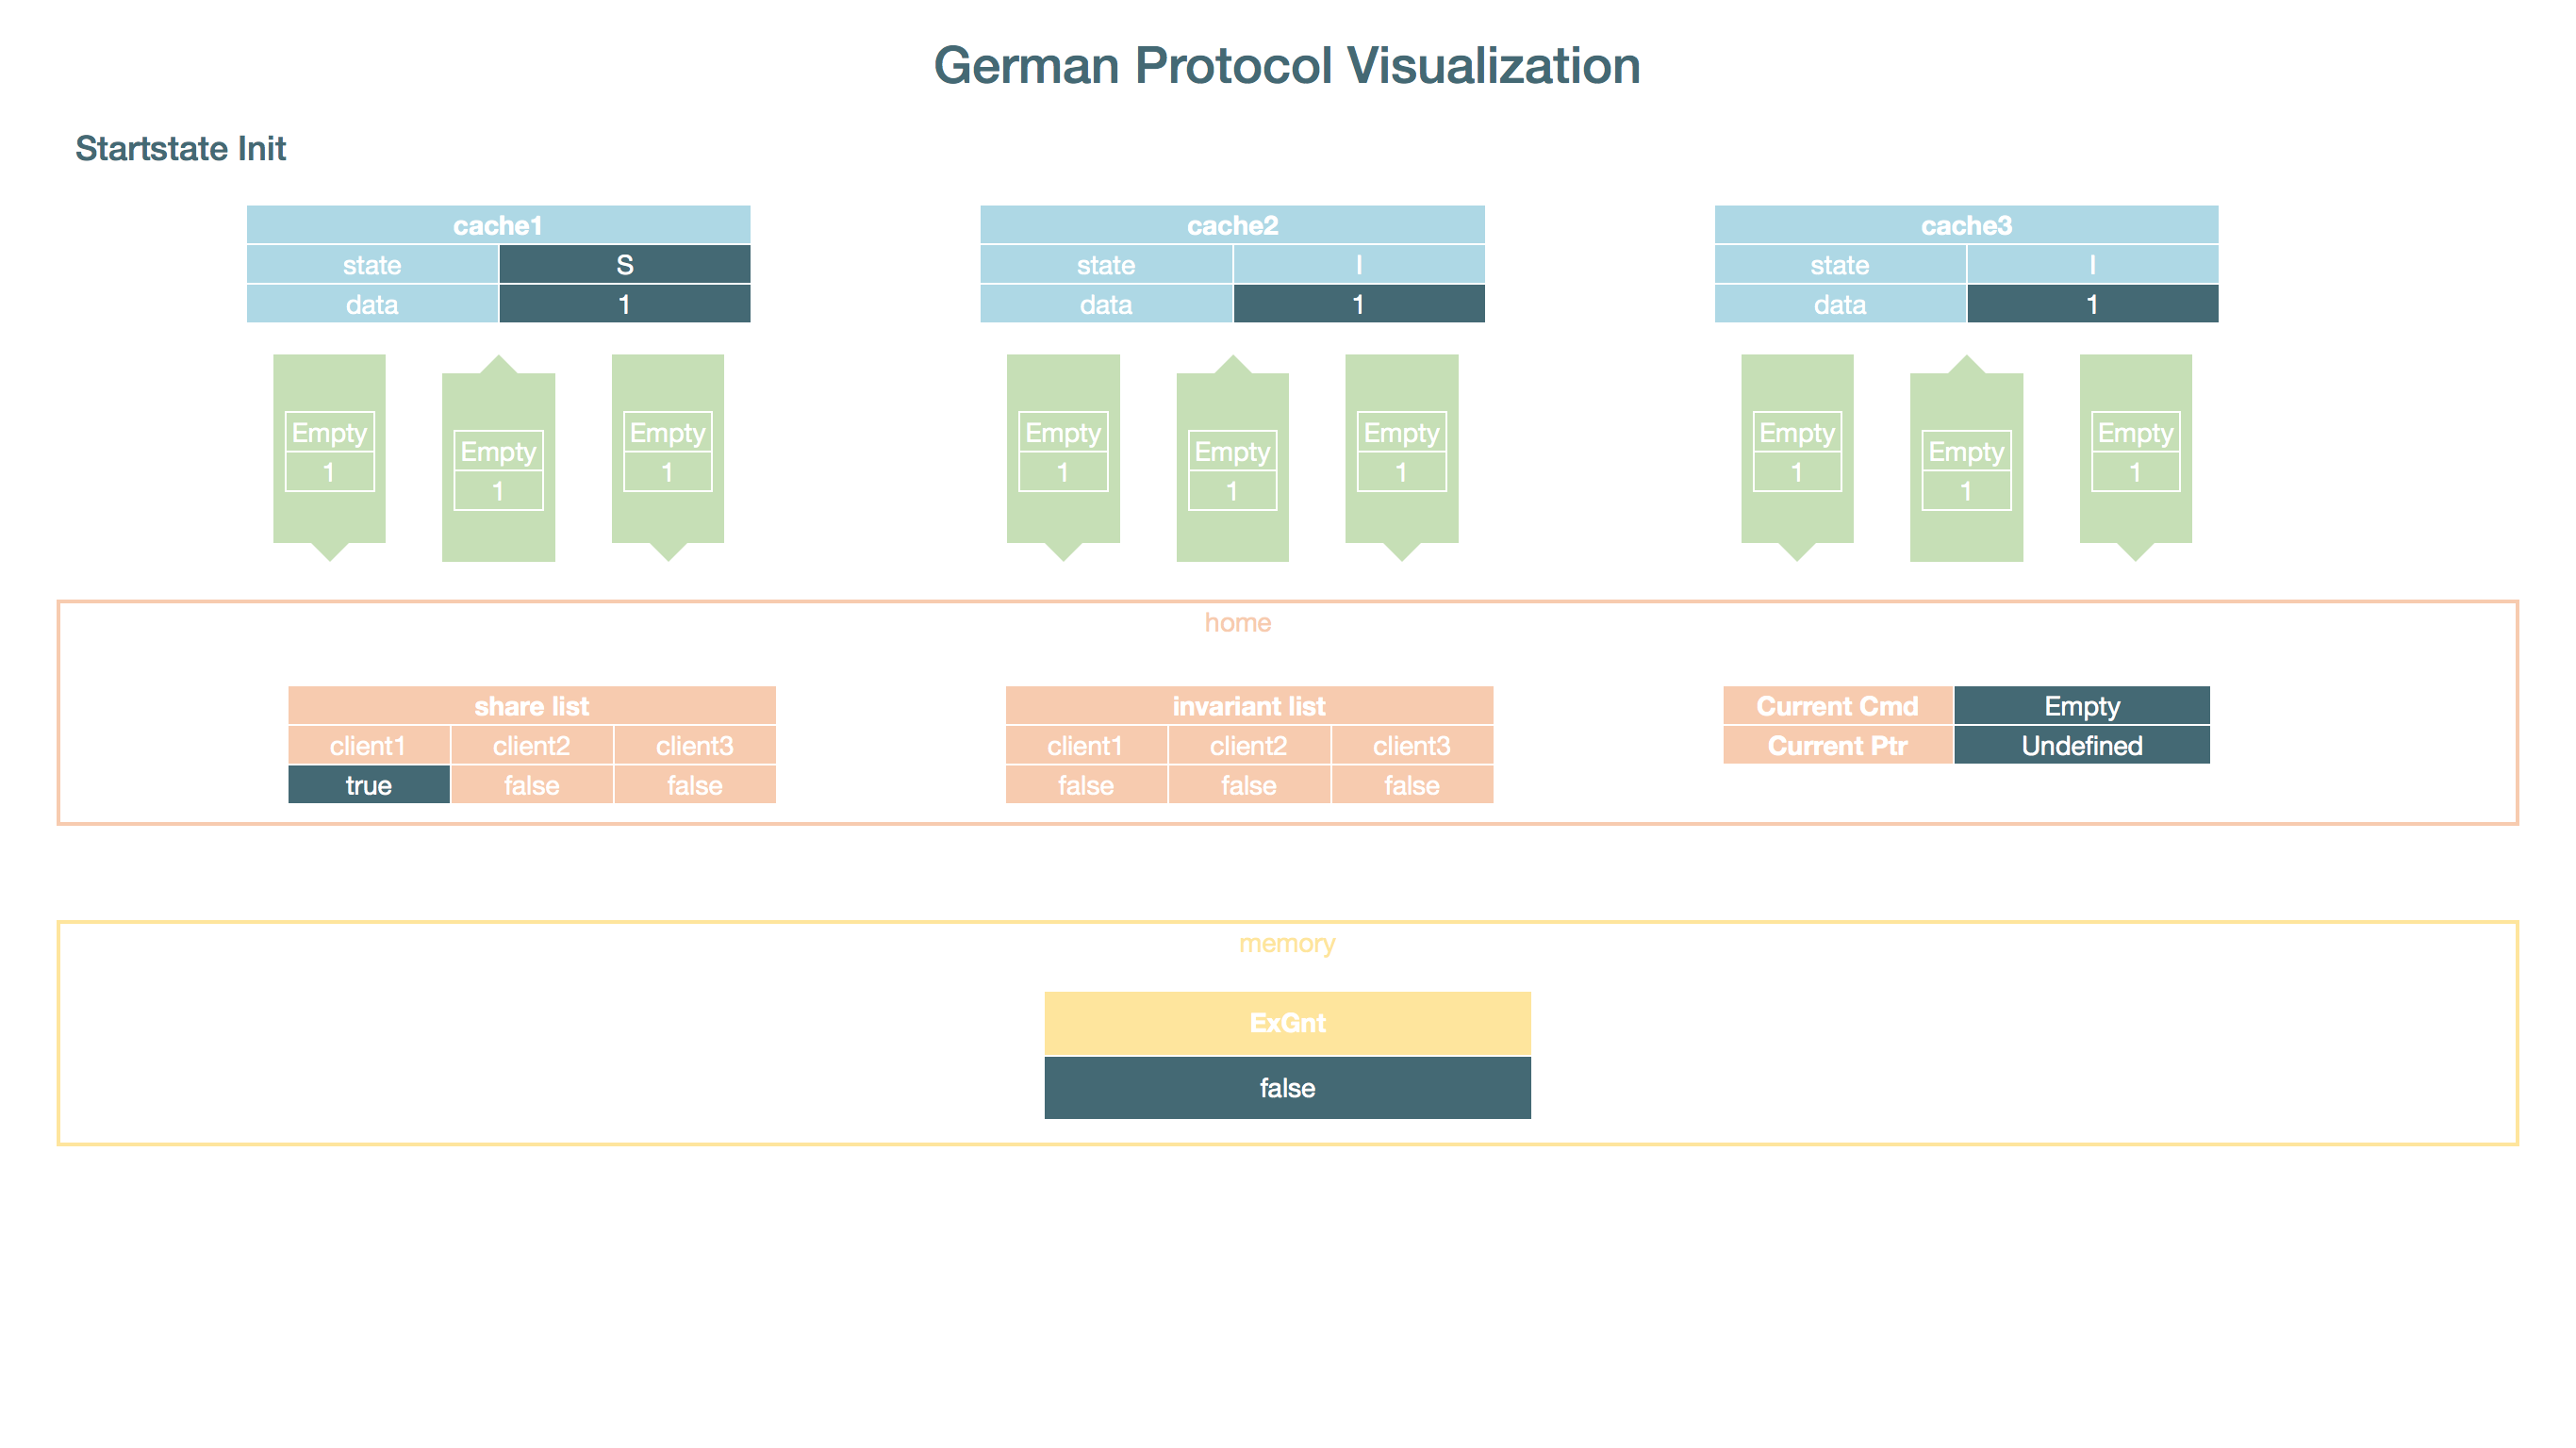 German Protocol Visualization
Startstate Init
cache1 cache2 cache3
state S state I state I
data 1 data 1 data 1
Empty Empty Empty Empty Empty Empty
Empty Empty Empty
1 1 1 1 1 1
1 1 1
home
share list invariant list Current Cmd Empty
client1 client2 client3 client1 client2 client3 Current Ptr Undefined
true false false false false false
memory
ExGnt
false